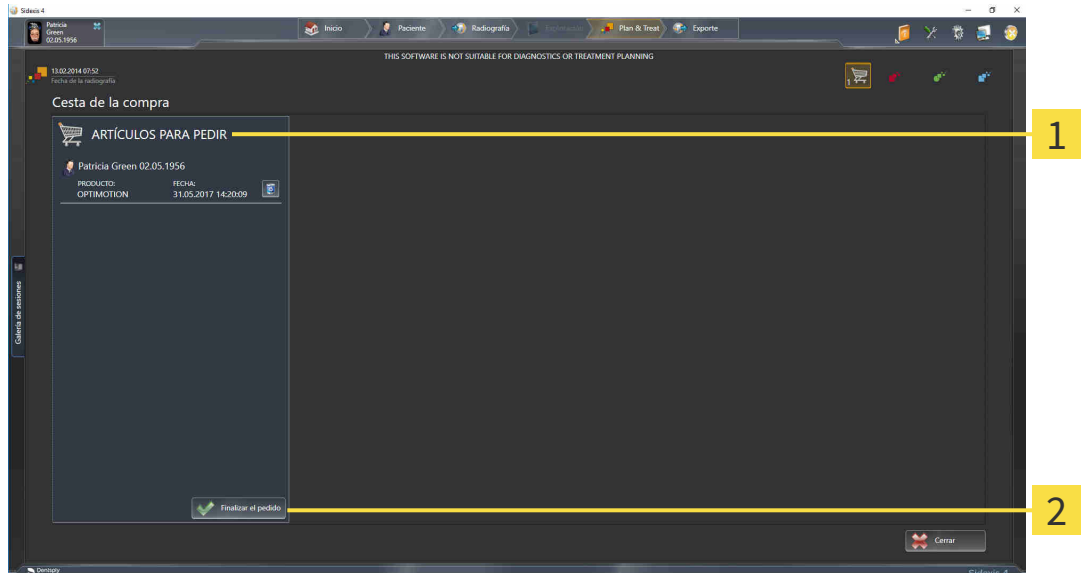 Sidexis 4
Patricia
Green
02.05.1956
Inicio
Paciente
Radiografía
Plan & Treat
Exporte
THIS SOFTWARE IS NOT SUITABLE FOR DIAGNOSTICS OR TREATMENT PLANNING
13.02.2014 07:52
Fecha de la radiografía
1
Cesta de la compra
ARTÍCULOS PARA PEDIR
1
Patricia Green 02.05.1956
PRODUCTO: FECHA:
OPTIMOTION 31.05.2017 14:20:09
Galería de sesiones
Finalizar el pedido
2
Cerrar
Dentsply
Sidexis 4